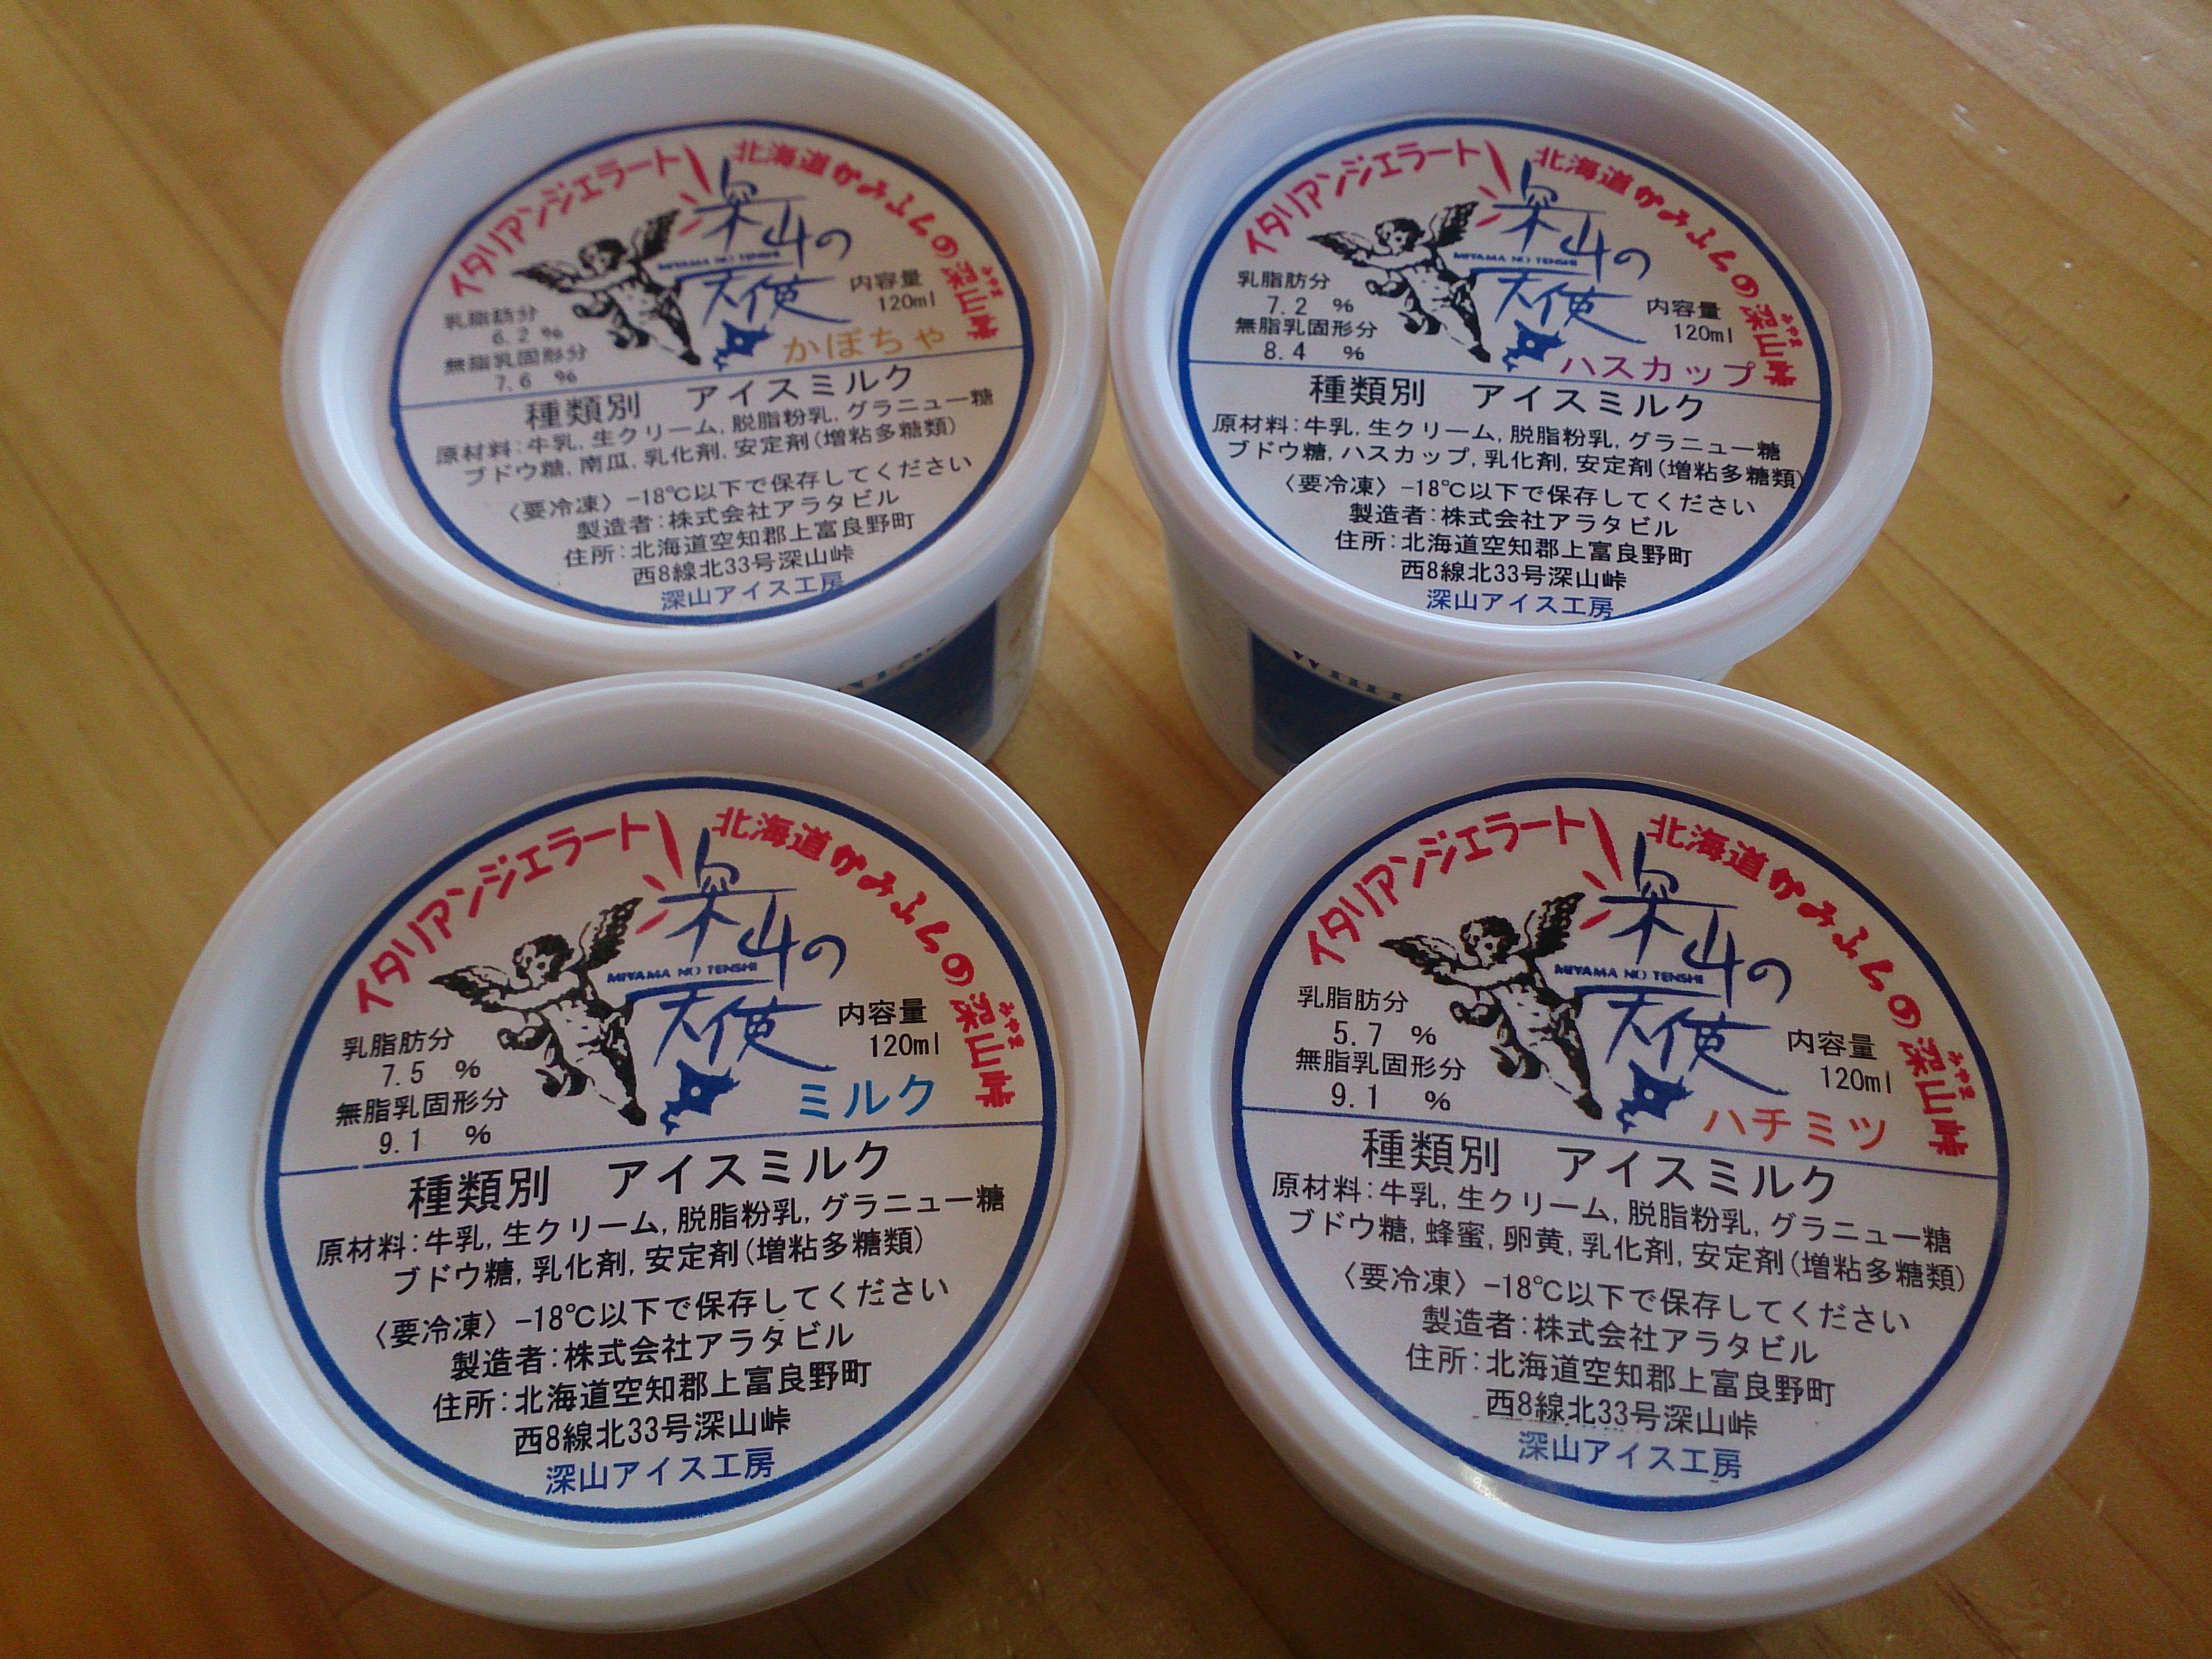 イタリアンジェラート
北海道かみふらの深山峠
みやま
深山の
MIYAMA NO TENSHI
天使
乳脂肪分
6.2 %
無脂乳固形分
7.6 %
内容量
120ml
かぼちゃ
種類別 アイスミルク
原材料:牛乳,生クリーム,脱脂粉乳,グラニュー糖
ブドウ糖,南瓜,乳化剤,安定剤(増粘多糖類)
〈要冷凍〉-18℃以下で保存してください
製造者:株式会社アラタビル
住所:北海道空知郡上富良野町
西8線北33号深山峠
深山アイス工房
イタリアンジェラート
北海道かみふらの深山峠
みやま
深山の
MIYAMA NO TENSHI
天使
乳脂肪分
7.2 %
無脂乳固形分
8.4 %
内容量
120ml
ハスカップ
種類別 アイスミルク
原材料:牛乳,生クリーム,脱脂粉乳,グラニュー糖
ブドウ糖,ハスカップ,乳化剤,安定剤(増粘多糖類)
〈要冷凍〉-18℃以下で保存してください
製造者:株式会社アラタビル
住所:北海道空知郡上富良野町
西8線北33号深山峠
深山アイス工房
イタリアンジェラート
北海道かみふらの深山峠
みやま
深山の
MIYAMA NO TENSHI
天使
乳脂肪分
7.5 %
無脂乳固形分
9.1 %
内容量
120ml
ミルク
種類別 アイスミルク
原材料:牛乳,生クリーム,脱脂粉乳,グラニュー糖
ブドウ糖,乳化剤,安定剤(増粘多糖類)
〈要冷凍〉-18℃以下で保存してください
製造者:株式会社アラタビル
住所:北海道空知郡上富良野町
西8線北33号深山峠
深山アイス工房
イタリアンジェラート
北海道かみふらの深山峠
みやま
深山の
MIYAMA NO TENSHI
天使
乳脂肪分
5.7 %
無脂乳固形分
9.1 %
内容量
120ml
ハチミツ
種類別 アイスミルク
原材料:牛乳,生クリーム,脱脂粉乳,グラニュー糖
ブドウ糖,蜂蜜,卵黄,乳化剤,安定剤(増粘多糖類)
〈要冷凍〉-18℃以下で保存してください
製造者:株式会社アラタビル
住所:北海道空知郡上富良野町
西8線北33号深山峠
深山アイス工房